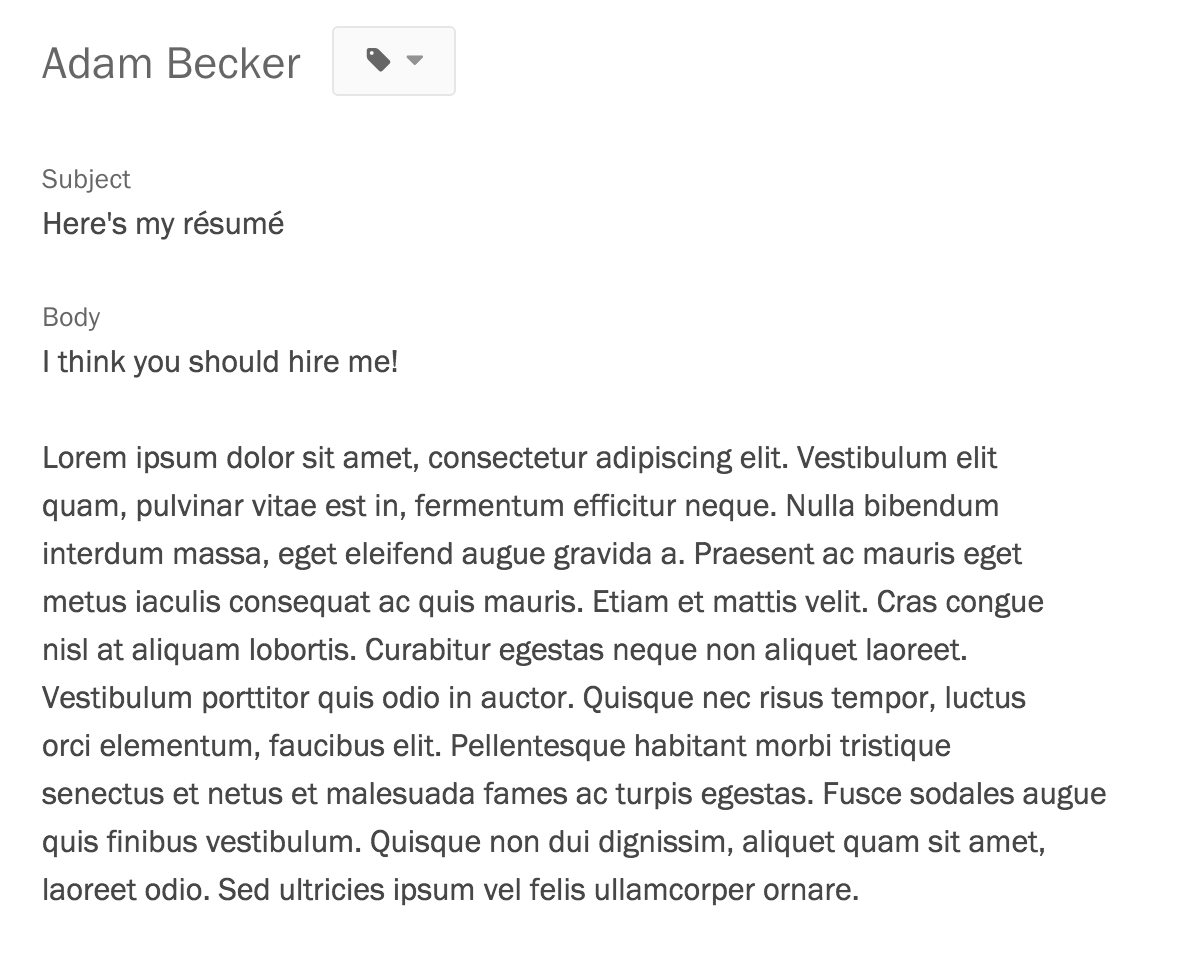 Adam Becker
Subject
Here's my résumé
Body
I think you should hire me!
Lorem ipsum dolor sit amet, consectetur adipiscing elit. Vestibulum elit
quam, pulvinar vitae est in, fermentum efficitur neque. Nulla bibendum
interdum massa, eget eleifend augue gravida a. Praesent ac mauris eget
metus iaculis consequat ac quis mauris. Etiam et mattis velit. Cras congue
nisl at aliquam lobortis. Curabitur egestas neque non aliquet laoreet.
Vestibulum porttitor quis odio in auctor. Quisque nec risus tempor, luctus
orci elementum, faucibus elit. Pellentesque habitant morbi tristique
senectus et netus et malesuada fames ac turpis egestas. Fusce sodales augue
quis finibus vestibulum. Quisque non dui dignissim, aliquet quam sit amet,
laoreet odio. Sed ultricies ipsum vel felis ullamcorper ornare.